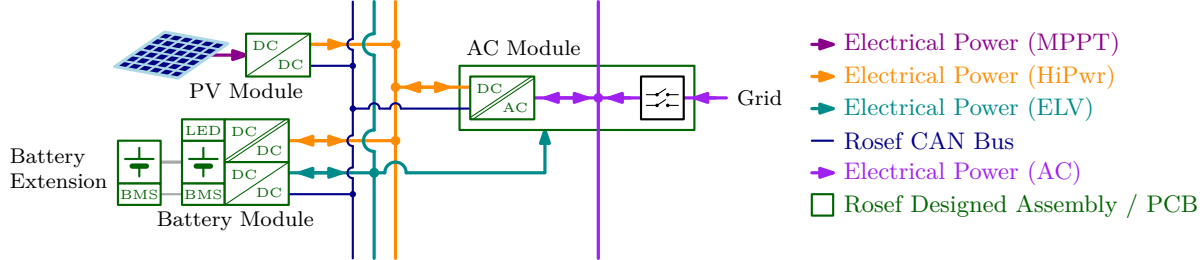 DC
DC
PV Module
AC Module
DC
AC
Grid
LED
DC
DC
DC
DC
BMS
BMS
Battery
Extension
Battery Module
Electrical Power (MPPT)
Electrical Power (HiPwr)
Electrical Power (ELV)
Rosef CAN Bus
Electrical Power (AC)
Rosef Designed Assembly / PCB